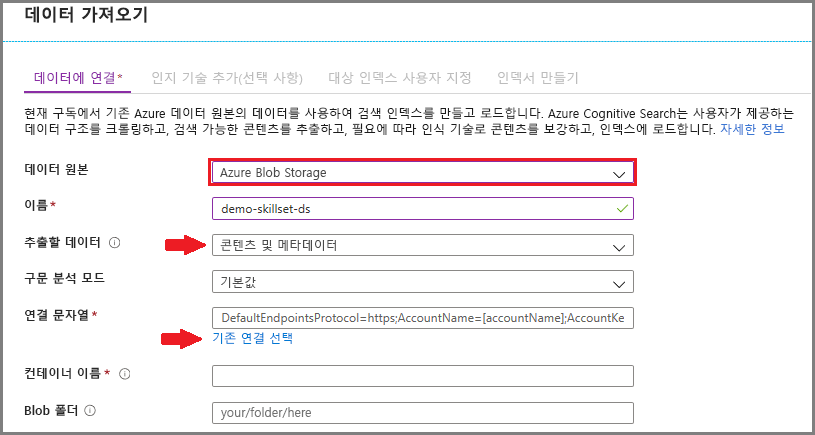 데이터 가져오기
데이터에 연결* 인지 기술 추가(선택 사항) 대상 인덱스 사용자 지정 인덱서 만들기
현재 구독에서 기존 Azure 데이터 원본의 데이터를 사용하여 검색 인덱스를 만들고 로드합니다. Azure Cognitive Search는 사용자가 제공하는
데이터 구조를 크롤링하고, 검색 가능한 콘텐츠를 추출하고, 필요에 따라 인식 기술로 콘텐츠를 보강하고, 인덱스에 로드합니다. 자세한 정보
데이터 원본 Azure Blob Storage
이름* demo-skillset-ds
추출할 데이터 콘텐츠 및 메타데이터
구문 분석 모드 기본값
연결 문자열* DefaultEndpointsProtocol=https;AccountName=[accountName];AccountKe
기존 연결 선택
컨테이너 이름*
Blob 폴더 your/folder/here